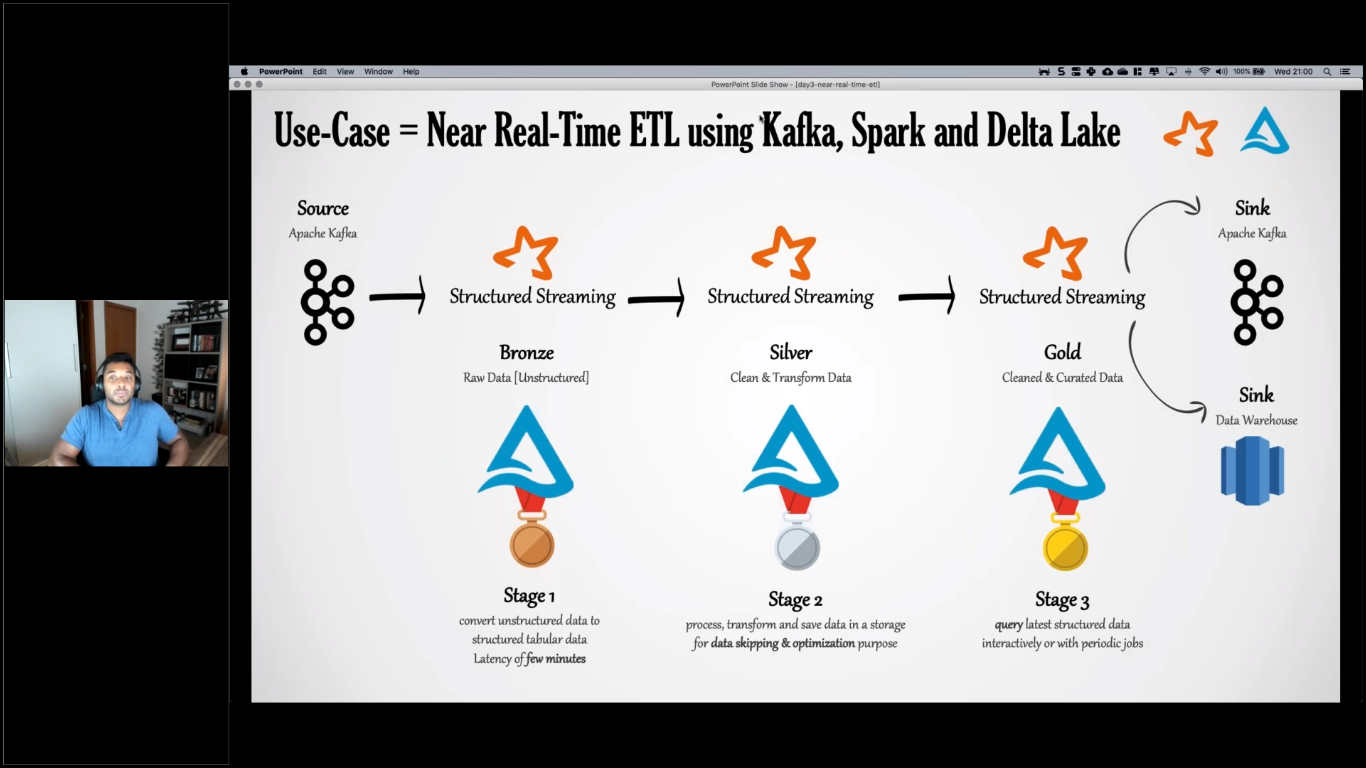 PowerPoint Edit View Window Help
100% Wed 21:00
PowerPoint Slide Show - [day3-near-real-time-etl]
Use-Case = Near Real-Time ETL using Kafka, Spark and Delta Lake
Source
Apache Kafka
Structured Streaming
Bronze
Raw Data [Unstructured]
Stage 1
convert unstructured data to
structured tabular data
Latency of few minutes
Structured Streaming
Silver
Clean & Transform Data
Stage 2
process, transform and save data in a storage
for data skipping & optimization purpose
Structured Streaming
Gold
Cleaned & Curated Data
Stage 3
query latest structured data
interactively or with periodic jobs
Sink
Apache Kafka
Sink
Data Warehouse